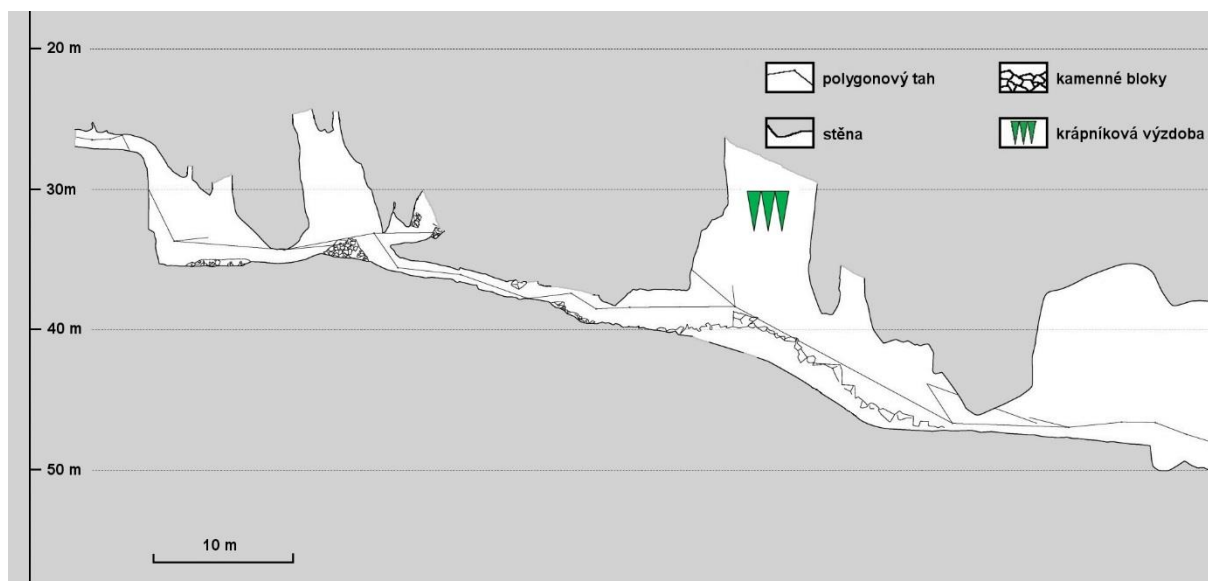 20 m
30m
40 m
50 m
polygonový tah
kamenné bloky
stěna
krápníková výzdoba
10 m